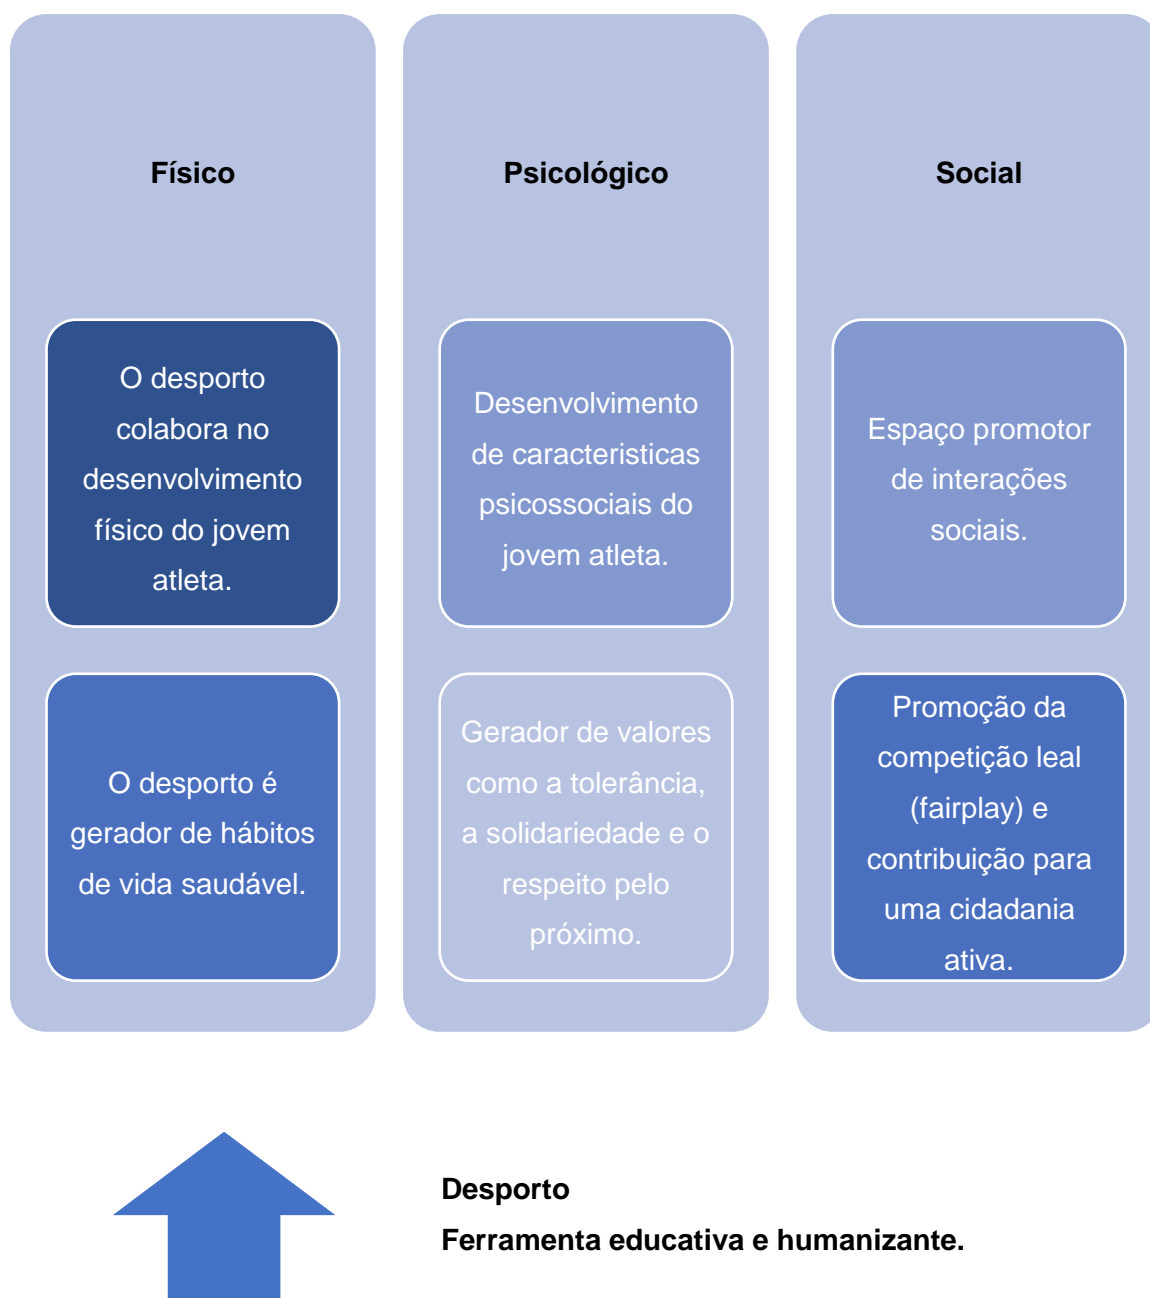 Físico
O desporto
colabora no
desenvolvimento
físico do jovem
atleta.
O desporto é
gerador de hábitos
de vida saudável.
Psicológico
Desenvolvimento
de caracteristicas
psicossociais do
jovem atleta.
Gerador de valores
como a tolerância,
a solidariedade e o
respeito pelo
próximo.
Social
Espaço promotor
de interações
sociais.
Promoção da
competição leal
(fairplay) e
contribuição para
uma cidadania
ativa.
Desporto
Ferramenta educativa e humanizante.